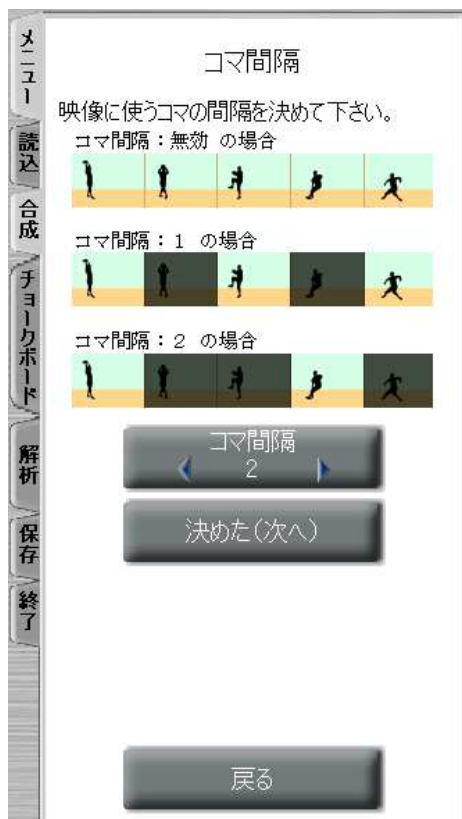 メニュー
読込
合成
チョークボード
解析
保存
終了
コマ間隔
映像に使うコマの間隔を決めて下さい。
コマ間隔：無効 の場合
コマ間隔：1 の場合
コマ間隔：2 の場合
コマ間隔
2
決めた(次へ)
戻る